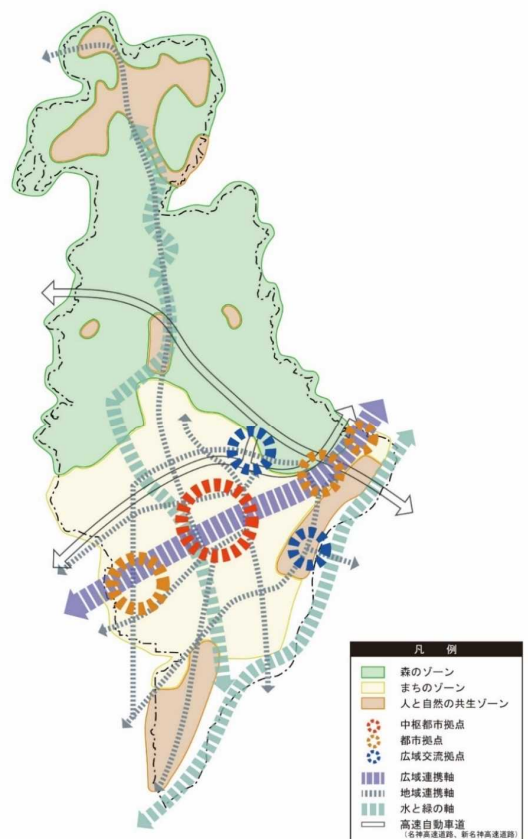 凡 例
森のゾーン
まちのゾーン
人と自然の共生ゾーン
中枢都市拠点
都市拠点
広域交流拠点
広域連携軸
地域連携軸
水と緑の軸
高速自動車道
（名神高速道路、新名神高速道路）